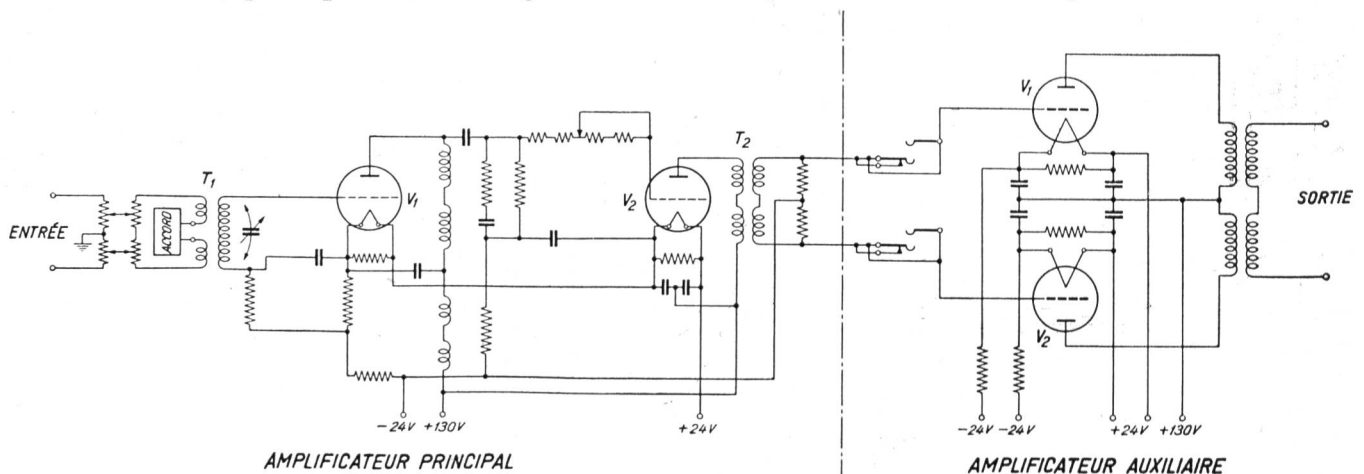 ENTRÉE
T1
ACCORD
V1
V2
T2
-24V +130V
+24V
AMPLIFICATEUR PRINCIPAL
V1
V2
SORTIE
-24V -24V
+24V
+130V
AMPLIFICATEUR AUXILIAIRE